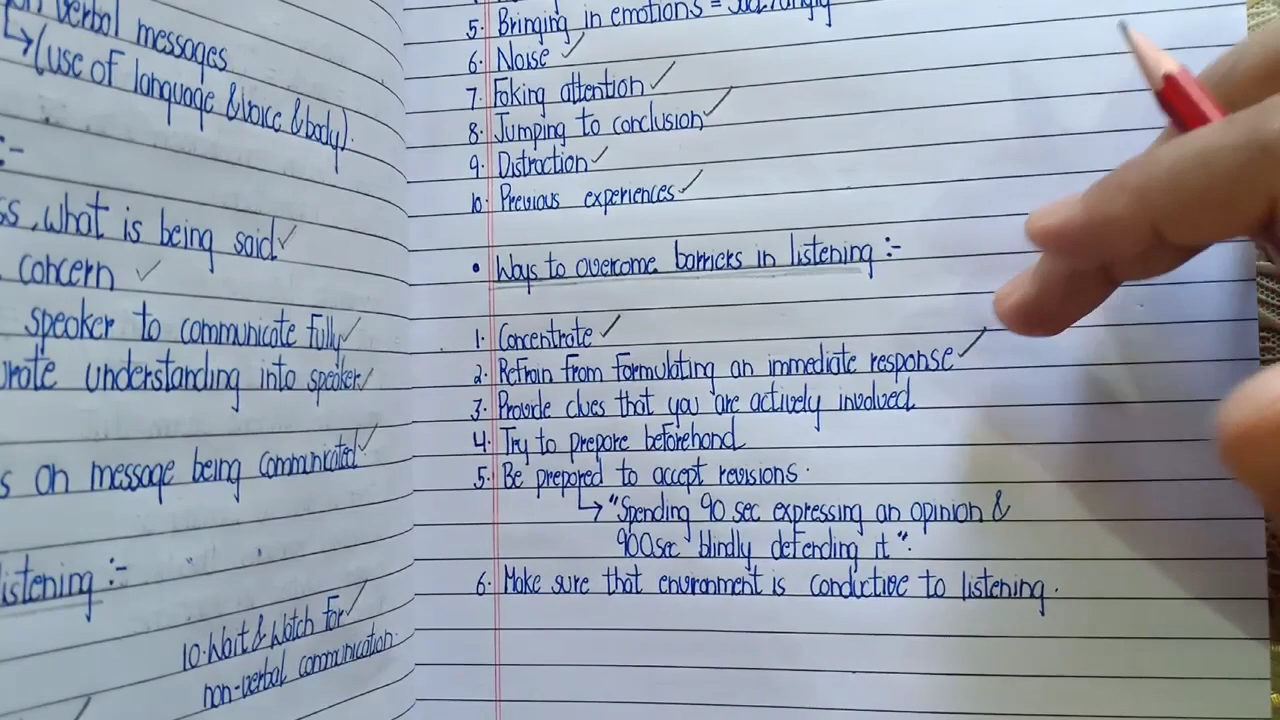 verbal messages
↳(use of language & voice & body).
:-
, what is being said ✓
concern ✓
speaker to communicate fully ✓
understanding into speaker ✓
s on message being communicated ✓
istening :-
10. Wait & Watch for ✓
non-verbal communication.
5. Bringing in emotions =
6. Noise ✓
7. Faking attention ✓
8. Jumping to conclusion ✓
9. Distraction ✓
10. Previous experiences ✓
• Ways to overcome barriers in listening :-
1. Concentrate ✓
2. Refrain from formulating an immediate response ✓
3. Provide clues that you are actively involved.
4. Try to prepare beforehand
5. Be prepared to accept revisions.
↳ "Spending 90 sec expressing an opinion &
900sec blindly defending it".
6. Make sure that environment is conductive to listening.